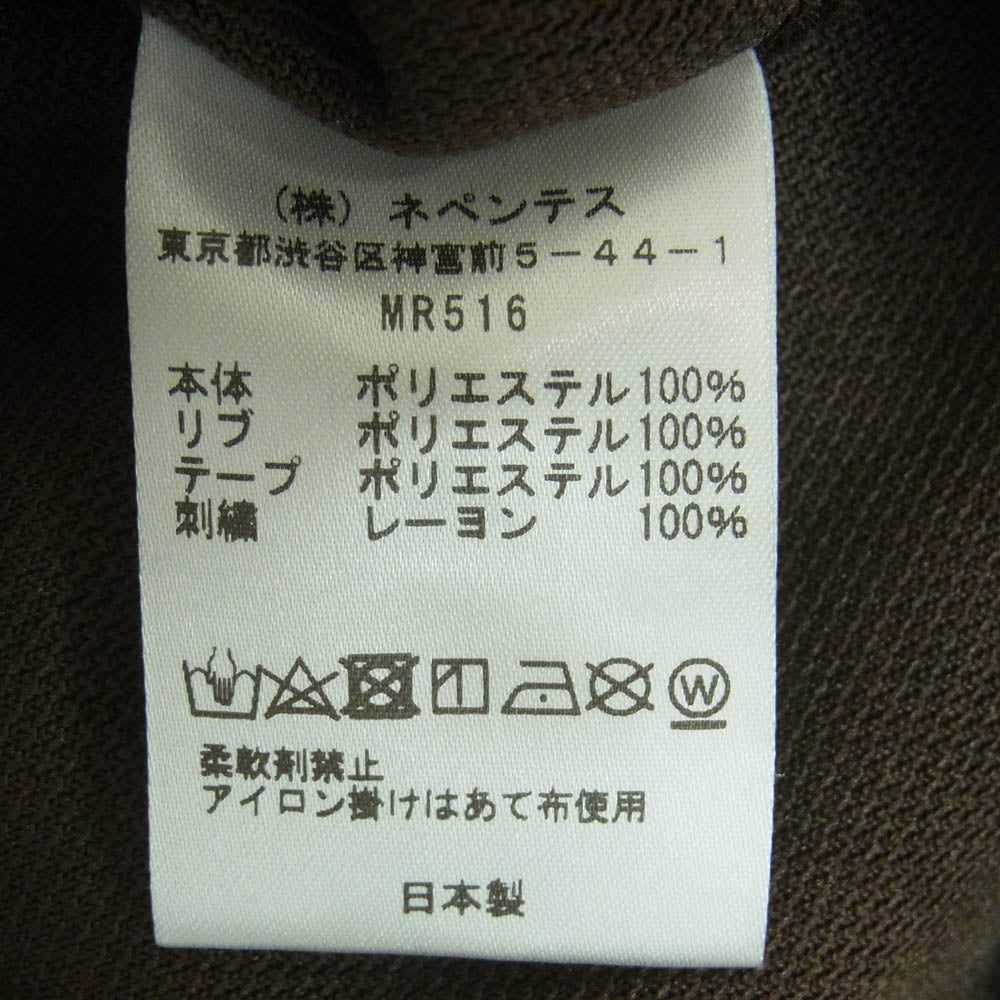 (株) ネペンテス
東京都渋谷区神宮前5-44-1
MR516
本体 ポリエステル100%
リブ ポリエステル100%
テープ ポリエステル100%
刺繍 レーヨン 100%
W
柔軟剤禁止
アイロン掛けはあて布使用
日本製